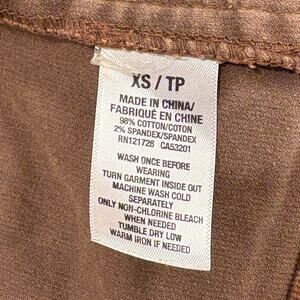 XS / TP
MADE IN CHINA/
FABRIQUÉ EN CHINE
98% COTTON/COTON
2% SPANDEX/SPANDEX
RN121726 CA53201
WASH ONCE BEFORE
WEARING
TURN GARMENT INSIDE OUT
MACHINE WASH COLD
SEPARATELY
ONLY NON-CHLORINE BLEACH
WHEN NEEDED
TUMBLE DRY LOW
WARM IRON IF NEEDED